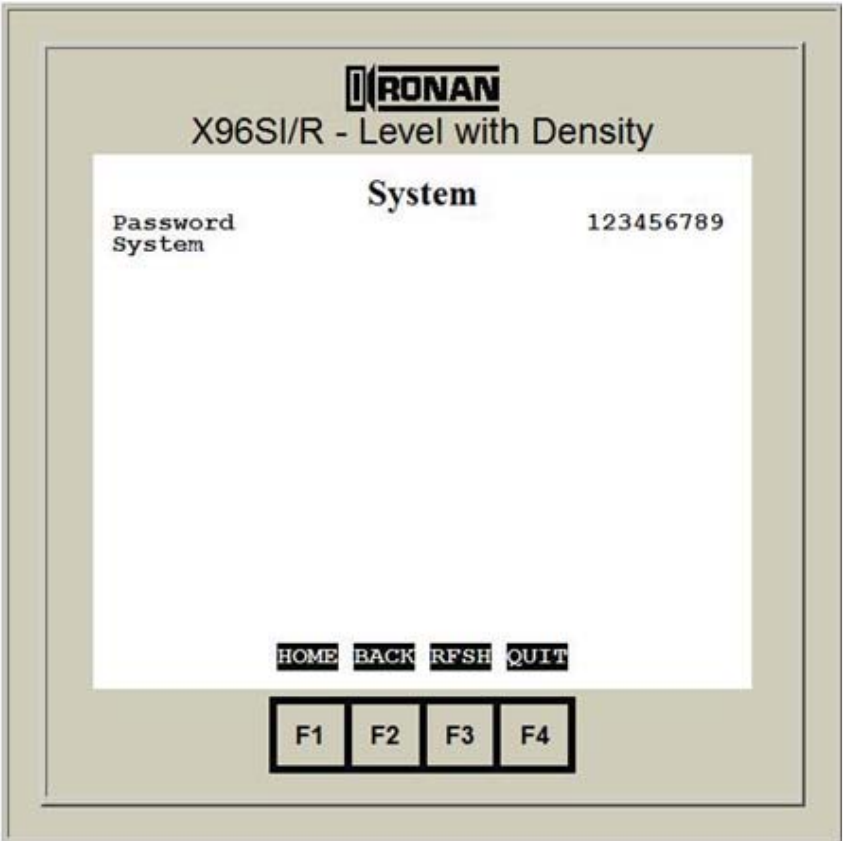 RONAN
X96SI/R - Level with Density
System
Password 123456789
System
HOME BACK RFSH QUIT
F1 F2 F3 F4